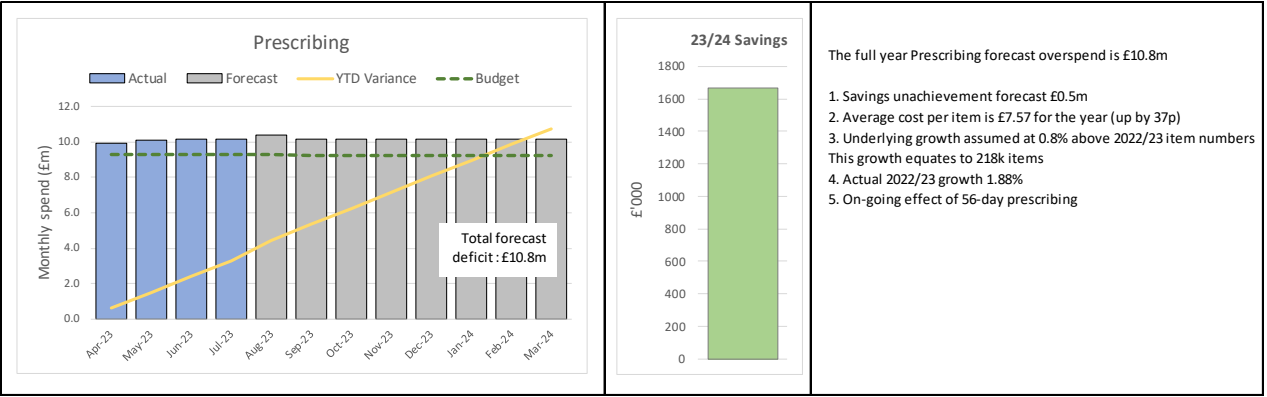 Prescribing
Actual Forecast YTD Variance Budget
Monthly spend (£m)
12.0
10.0
8.0
6.0
4.0
2.0
0.0
Total forecast
deficit : £10.8m
Apr-23 May-23 Jun-23 Jul-23 Aug-23 Sep-23 Oct-23 Nov-23 Dec-23 Jan-24 Feb-24 Mar-24
23/24 Savings
£'000
1800
1600
1400
1200
1000
800
600
400
200
0
The full year Prescribing forecast overspend is £10.8m
1. Savings unachievement forecast £0.5m
2. Average cost per item is £7.57 for the year (up by 37p)
3. Underlying growth assumed at 0.8% above 2022/23 item numbers
This growth equates to 218k items
4. Actual 2022/23 growth 1.88%
5. On-going effect of 56-day prescribing